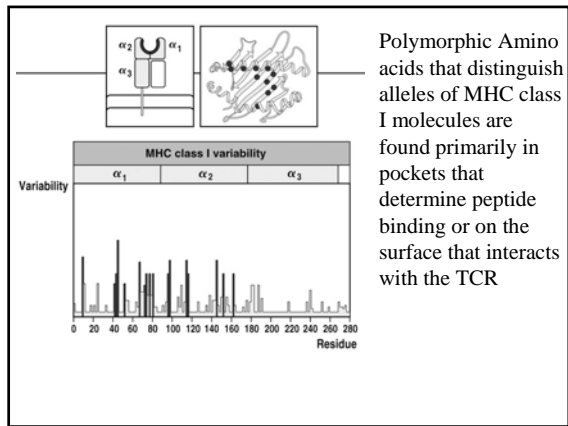 α2
α1
α3
MHC class I variability
Variability
α1 α2 α3
0 20 40 60 80 100 120 140 160 180 200 220 240 260 280
Residue
Polymorphic Amino
acids that distinguish
alleles of MHC class
I molecules are
found primarily in
pockets that
determine peptide
binding or on the
surface that interacts
with the TCR